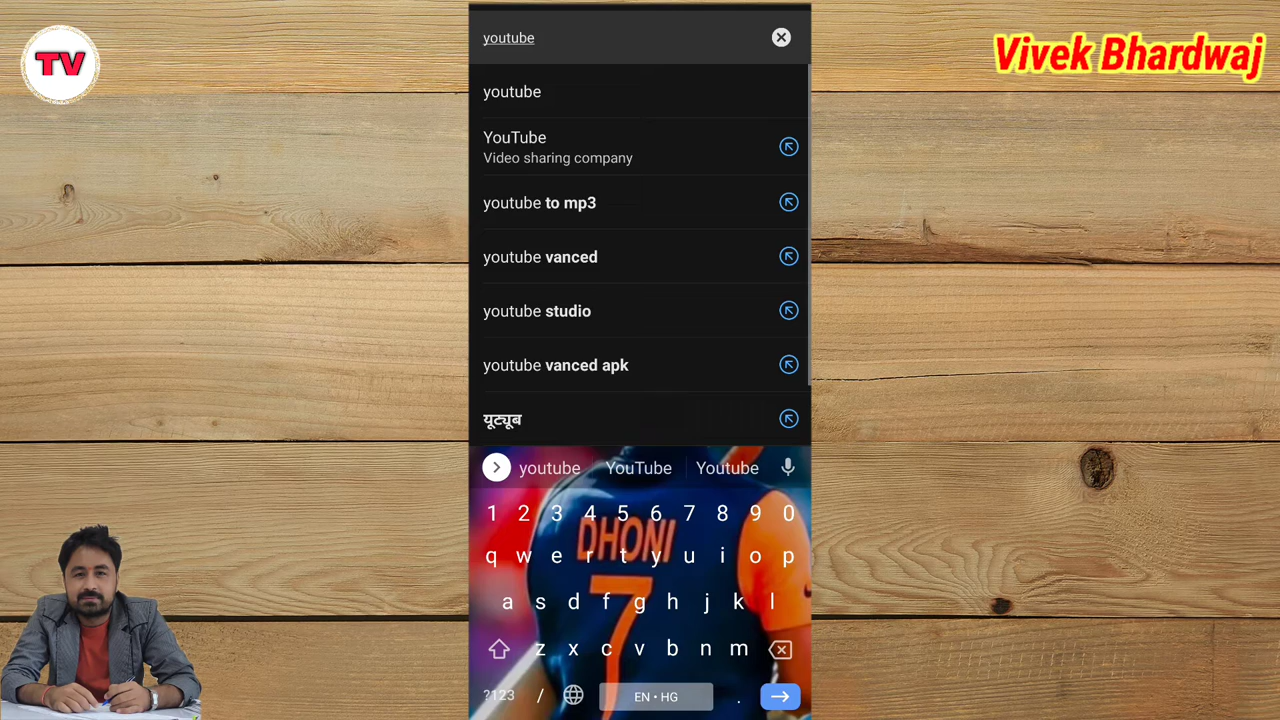 TV
Vivek Bhardwaj
youtube
youtube
YouTube
Video sharing company
youtube to mp3
youtube vanced
youtube studio
youtube vanced apk
यूट्यूब
youtube YouTube Youtube
DHONI
7
1 2 3 4 5 6 7 8 9 0
q w e r t y u i o p
a s d f g h j k l
z x c v b n m
?123 / EN • HG .